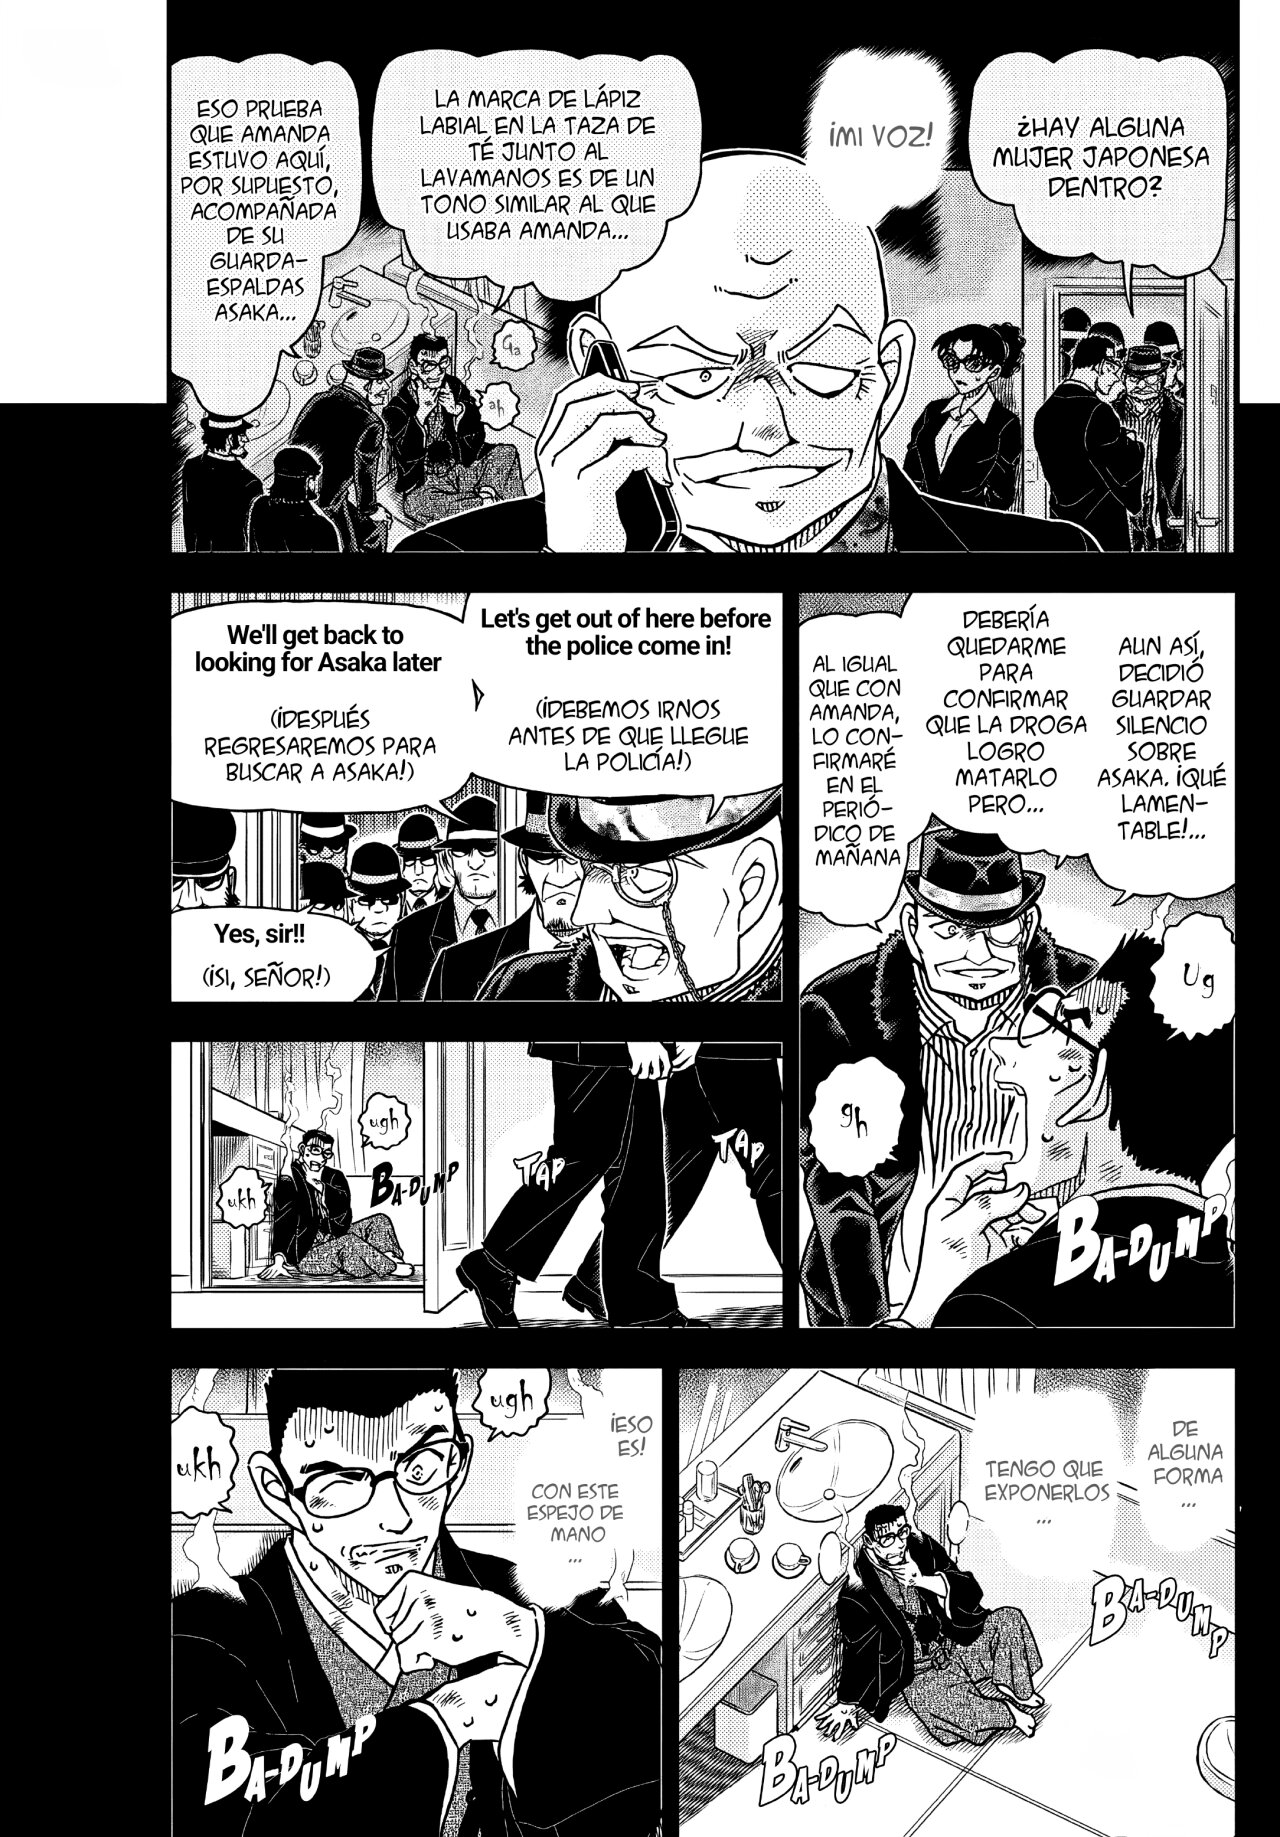 ¿HAY ALGUNA
MUJER JAPONESA
DENTRO?
¡MI VOZ!
LA MARCA DE LÁPIZ
LABIAL EN LA TAZA DE
TÉ JUNTO AL
LAVAMANOS ES DE UN
TONO SIMILAR AL QUE
USABA AMANDA...
ESO PRUEBA
QUE AMANDA
ESTUVO AQUÍ,
POR SUPUESTO,
ACOMPAÑADA
DE SU
GUARDA-
ESPALDAS
ASAKA...
Ga
ah
AUN ASÍ,
DECIDIÓ
GUARDAR
SILENCIO
SOBRE
ASAKA. ¡QUÉ
LAMEN-
TABLE!...
DEBERÍA
QUEDARME
PARA
CONFIRMAR
QUE LA DROGA
LOGRO
MATARLO
PERO...
AL IGUAL
QUE CON
AMANDA,
LO CON-
FIRMARÉ
EN EL
PERIÓ-
DICO DE
MAÑANA
Ug
gh
BA-DUMP
Let's get out of here before
the police come in!
(¡DEBEMOS IRNOS
ANTES DE QUE LLEGUE
LA POLICÍA!)
We'll get back to
looking for Asaka later
(¡DESPUÉS
REGRESAREMOS PARA
BUSCAR A ASAKA!)
Yes, sir!!
(¡SI, SEÑOR!)
TAP
TAP
ugh
BA-DUMP
ukh
DE
ALGUNA
FORMA
...
TENGO QUE
EXPONERLOS
...
BA-DUMP
BA-DUMP
¡ESO
ES!
CON ESTE
ESPEJO DE
MANO
...
ugh
ukh
BA-DUMP